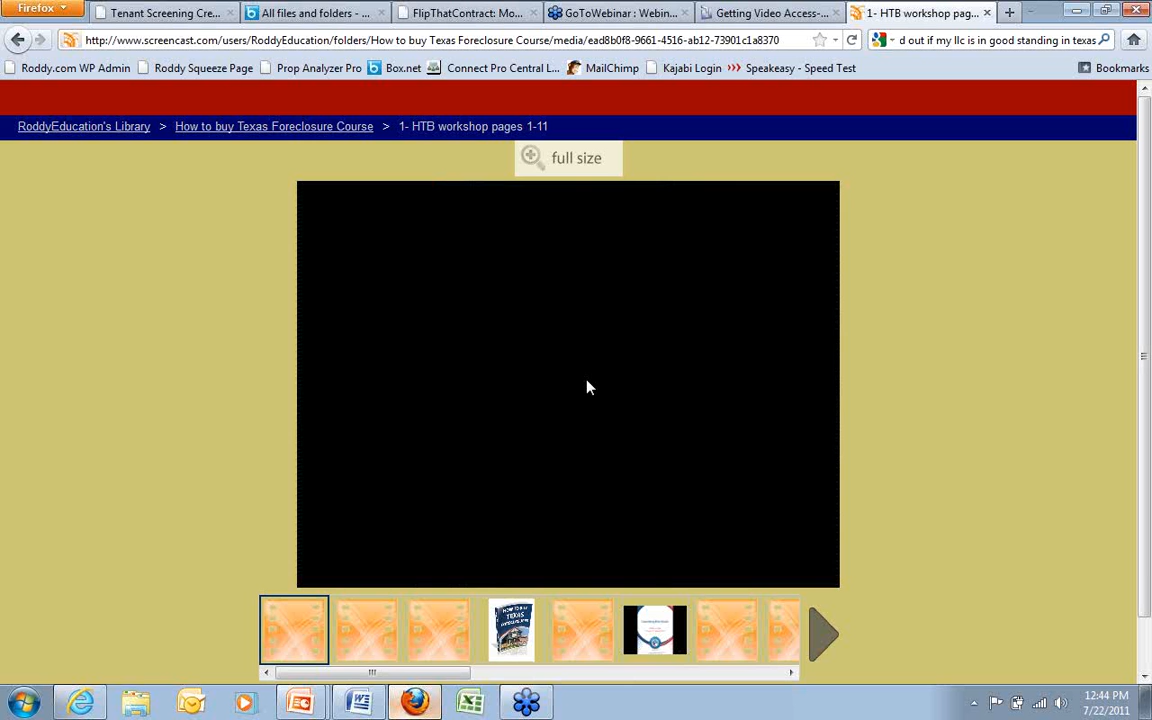 Firefox
Tenant Screening Cre...
All files and folders - ...
FlipThatContract: Mo...
GoToWebinar : Webin...
Getting Video Access-...
1- HTB workshop pag...
http://www.screencast.com/users/RoddyEducation/folders/How to buy Texas Foreclosure Course/media/ead8b0f8-9661-4516-ab12-73901c1a8370
d out if my llc is in good standing in texas
Roddy.com WP Admin
Roddy Squeeze Page
Prop Analyzer Pro
Box.net
Connect Pro Central L...
MailChimp
Kajabi Login
Speakeasy - Speed Test
Bookmarks
RoddyEducation's Library > How to buy Texas Foreclosure Course > 1- HTB workshop pages 1-11
full size
HOW TO BUY
TEXAS
12:44 PM
7/22/2011